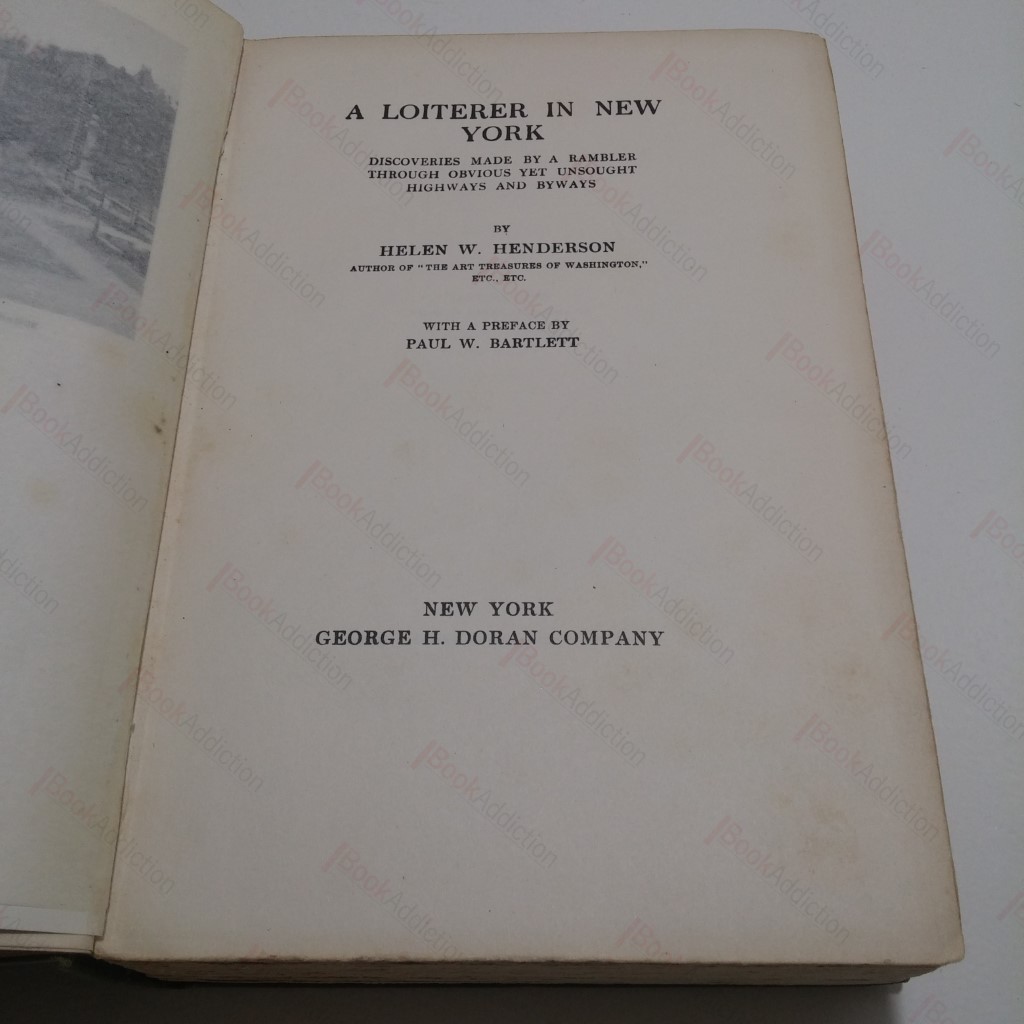 A LOITERER IN NEW
YORK
DISCOVERIES MADE BY A RAMBLER
THROUGH OBVIOUS YET UNSOUGHT
HIGHWAYS AND BYWAYS
BY
HELEN W. HENDERSON
AUTHOR OF "THE ART TREASURES OF WASHINGTON,"
ETC., ETC.
WITH A PREFACE BY
PAUL W. BARTLETT
NEW YORK
GEORGE H. DORAN COMPANY
BookAddiction